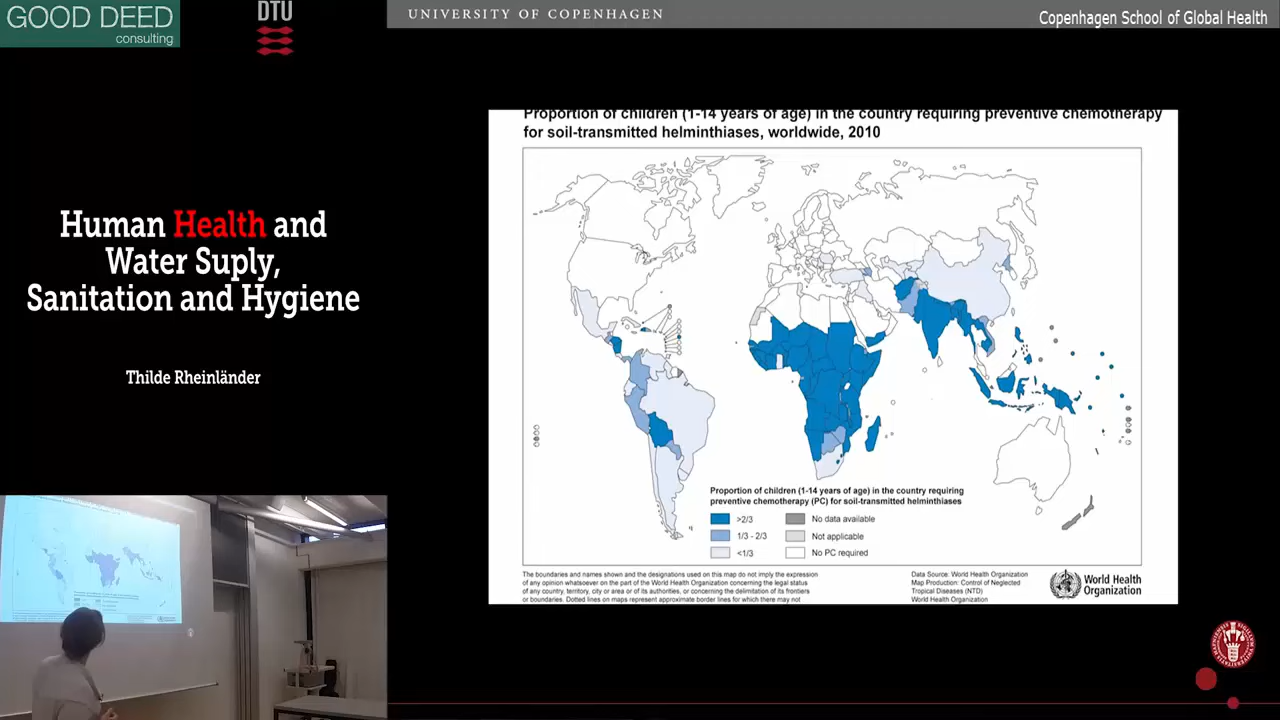 GOOD DEED
consulting
DTU
UNIVERSITY OF COPENHAGEN
Copenhagen School of Global Health
Human Health and
Water Suply,
Sanitation and Hygiene
Thilde Rheinländer
Proportion of children (1-14 years of age) in the country requiring preventive chemotherapy
for soil-transmitted helminthiases, worldwide, 2010
Proportion of children (1-14 years of age) in the country requiring
preventive chemotherapy (PC) for soil-transmitted helminthiases
>2/3
1/3 - 2/3
<1/3
No data available
Not applicable
No PC required
The boundaries and names shown and the designations used on this map do not imply the expression
of any opinion whatsoever on the part of the World Health Organization concerning the legal status
of any country, territory, city or area or of its authorities, or concerning the delimitation of its frontiers
or boundaries. Dotted lines on maps represent approximate border lines for which there may not
Data Source: World Health Organization
Map Production: Control of Neglected
Tropical Diseases (NTD)
World Health Organization
World Health
Organization